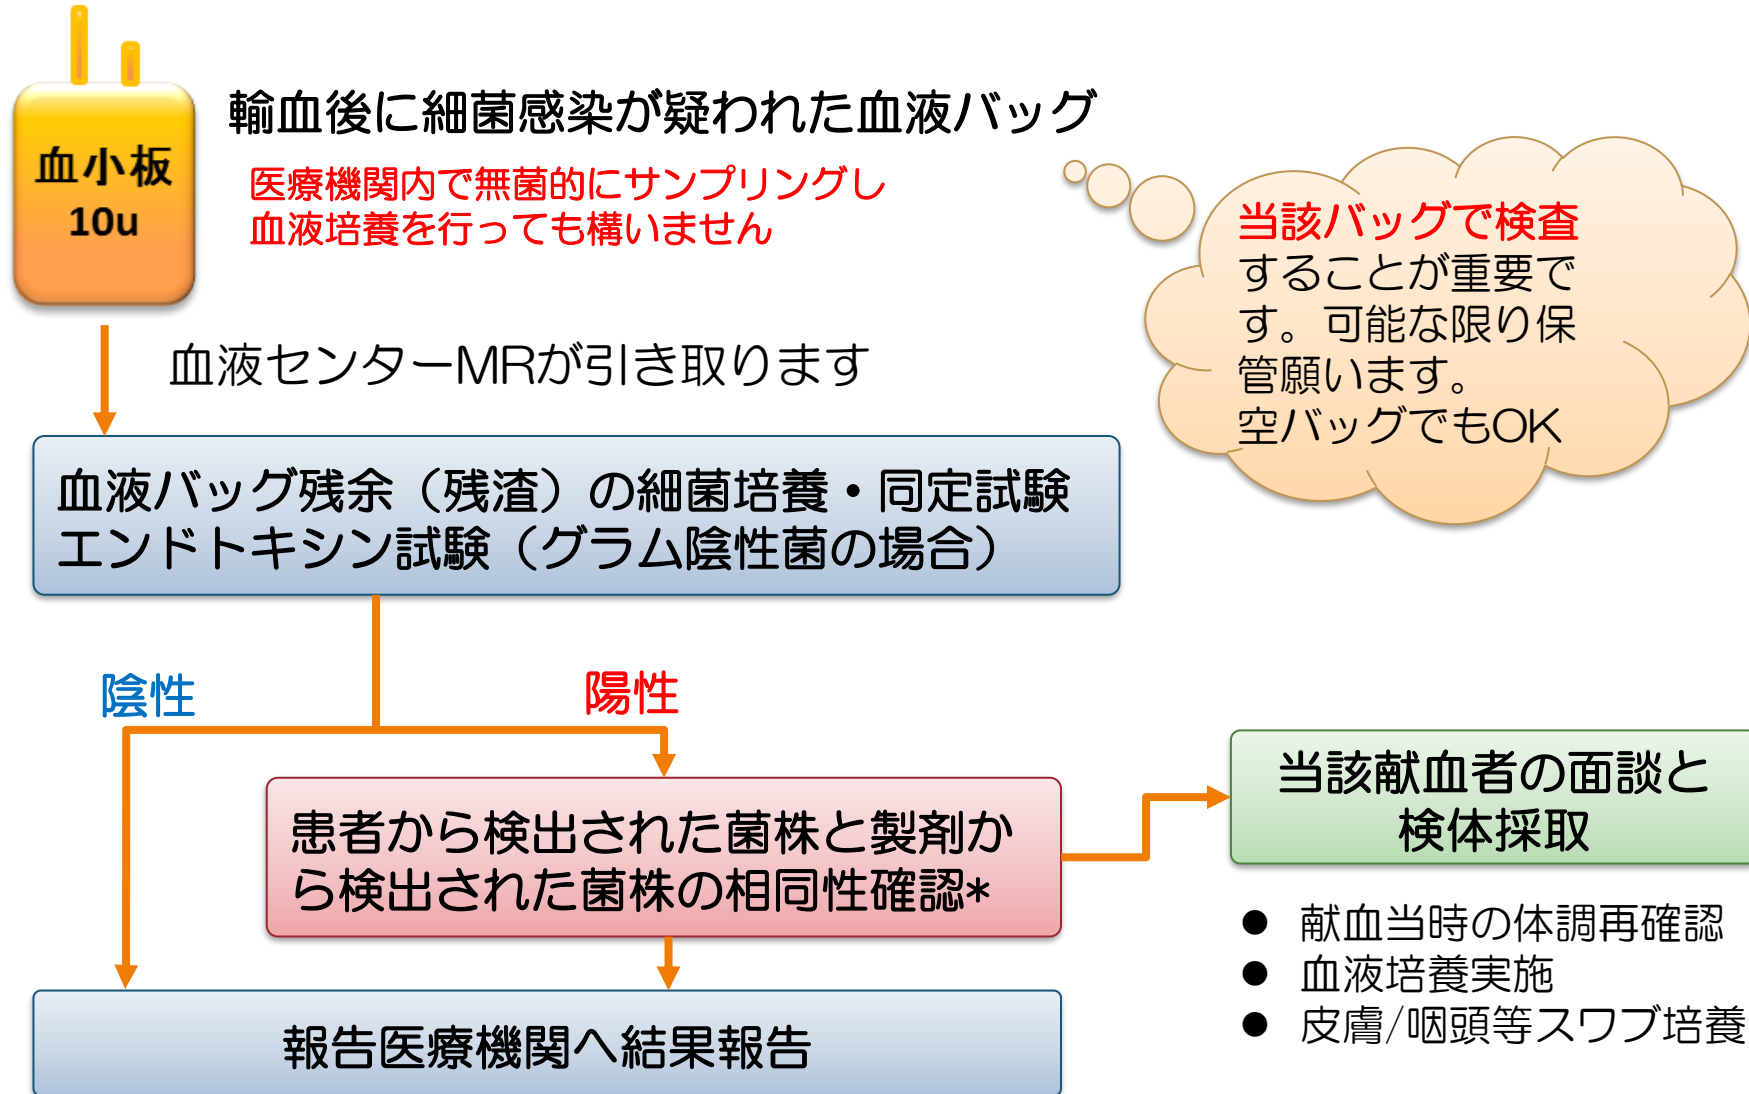 血小板
10u
輸血後に細菌感染が疑われた血液バッグ
医療機関内で無菌的にサンプリングし
血液培養を行っても構いません
当該バッグで検査
することが重要で
す。可能な限り保
管願います。
空バッグでもOK
血液センターMRが引き取ります
血液バッグ残余（残渣）の細菌培養・同定試験
エンドトキシン試験（グラム陰性菌の場合）
陰性
陽性
患者から検出された菌株と製剤か
ら検出された菌株の相同性確認*
当該献血者の面談と
検体採取
● 献血当時の体調再確認
● 血液培養実施
● 皮膚/咽頭等スワブ培養
報告医療機関へ結果報告